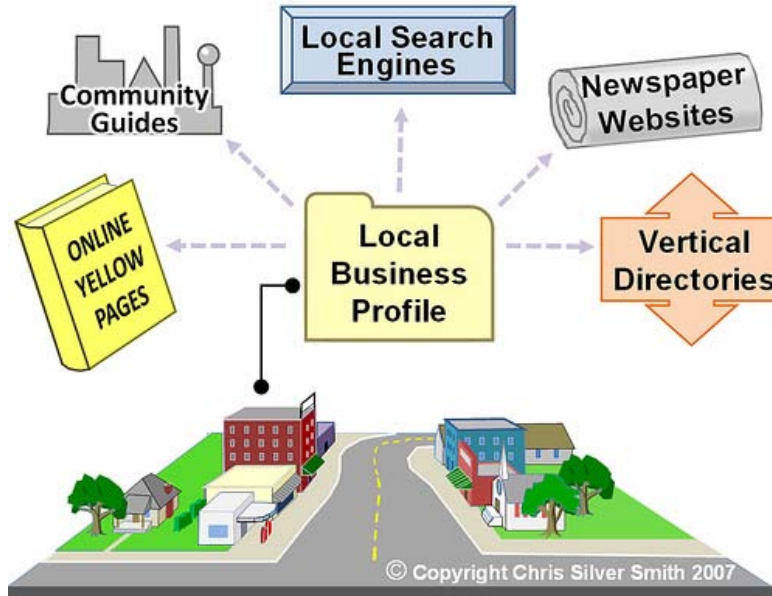 Local Search
Engines
Community
Guides
Newspaper
Websites
ONLINE
YELLOW
PAGES
Local
Business
Profile
Vertical
Directories
© Copyright Chris Silver Smith 2007